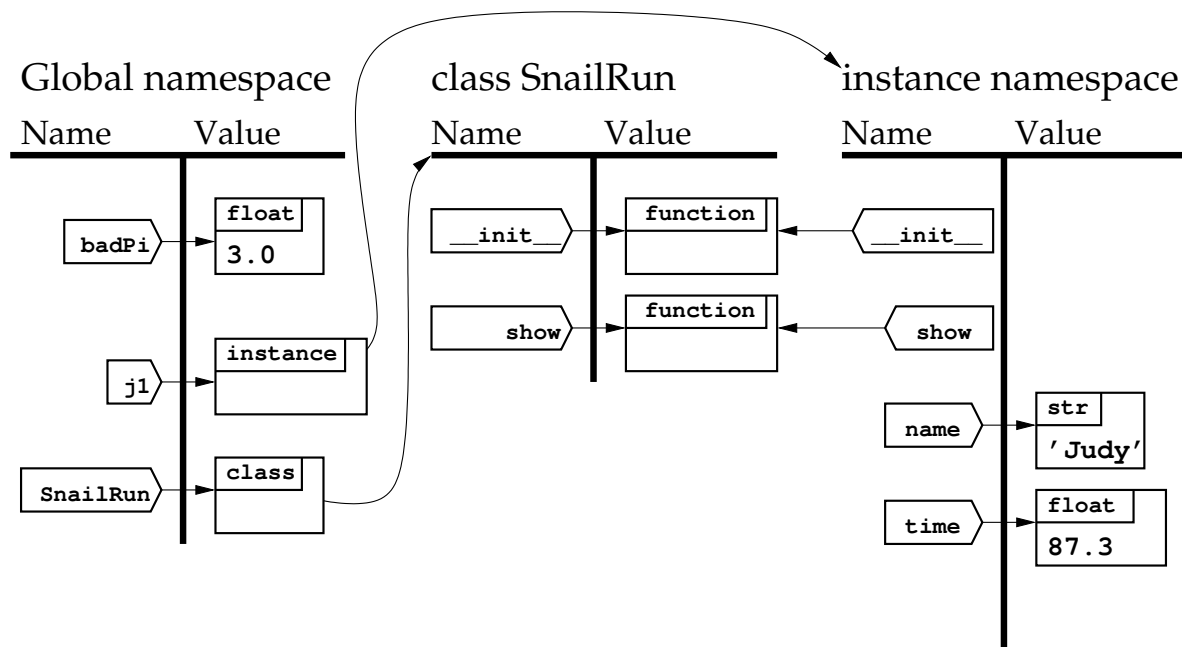 Global namespace
Name Value
badPi
float
3.0
j1
instance
SnailRun
class
class SnailRun
Name Value
__init__
function
show
function
instance namespace
Name Value
__init__
show
name
str
'Judy'
time
float
87.3